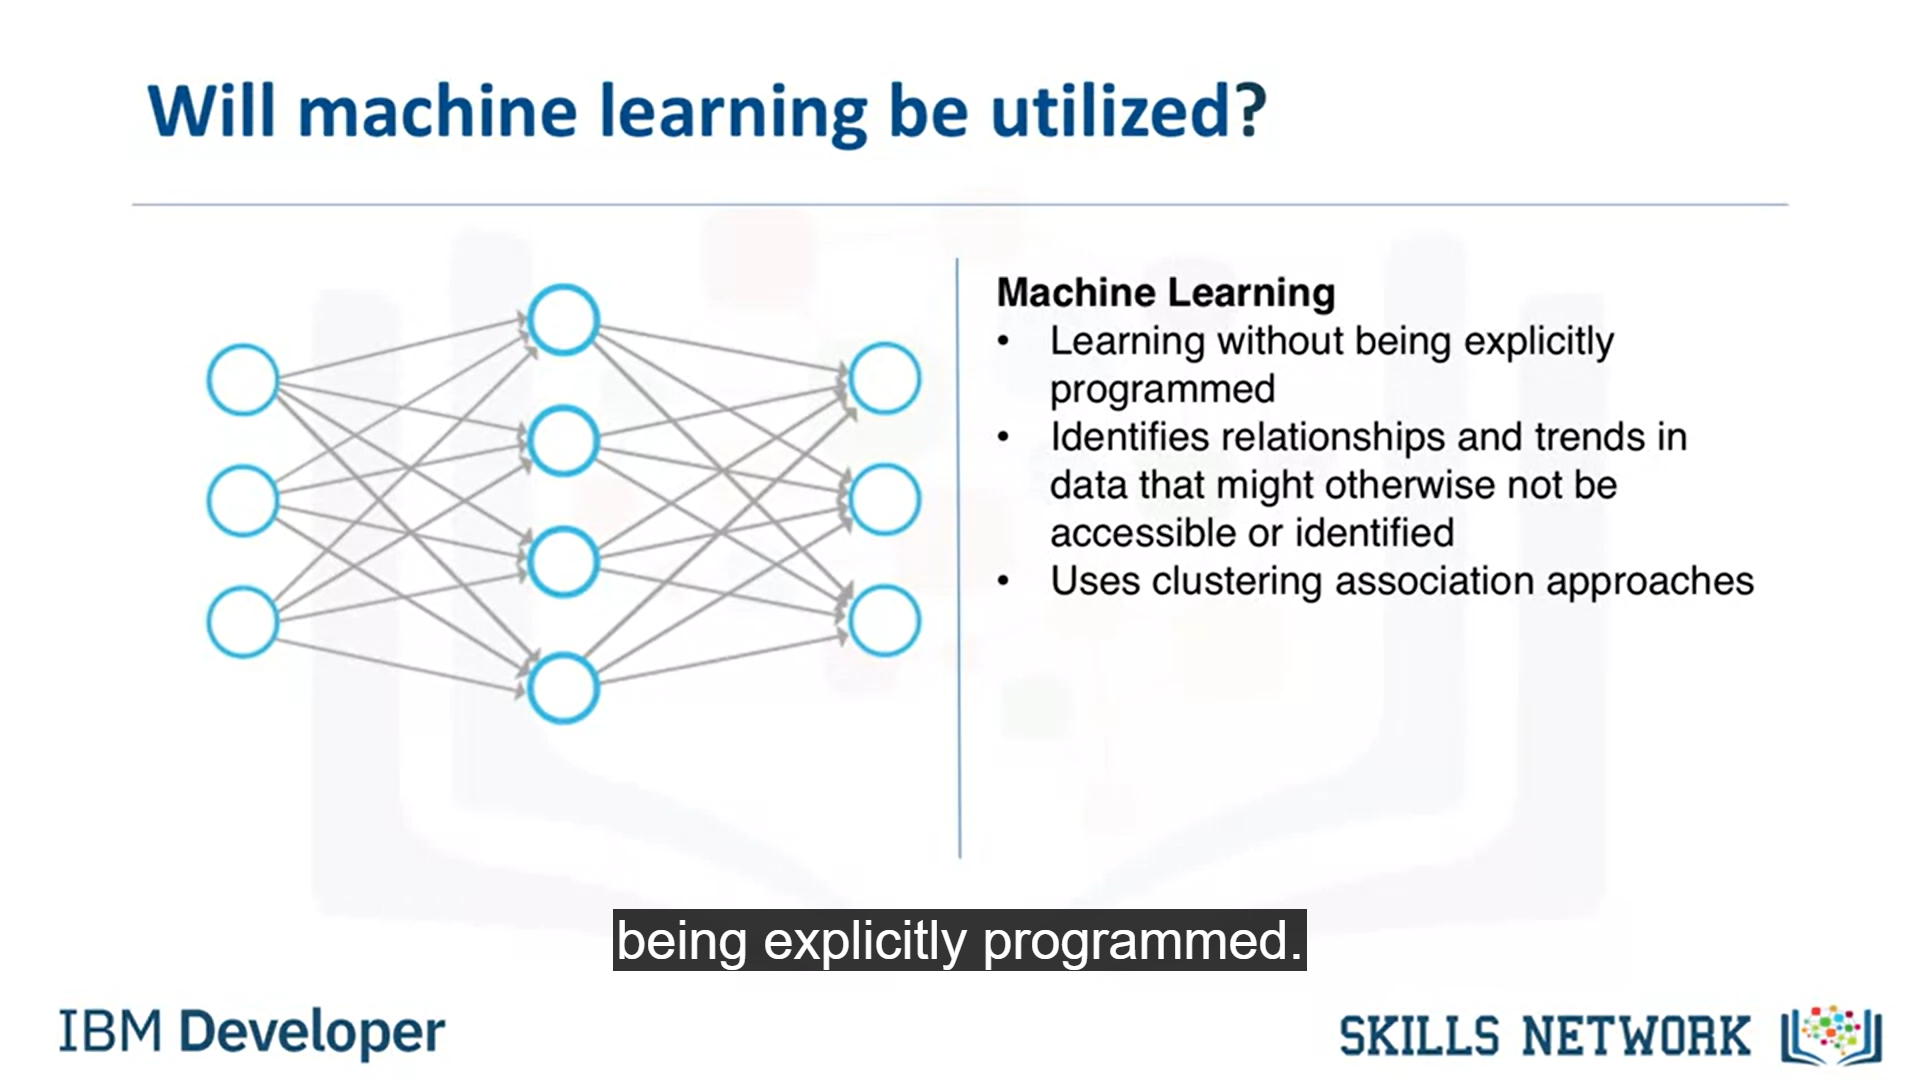 Will machine learning be utilized?
Machine Learning
• Learning without being explicitly
programmed
• Identifies relationships and trends in
data that might otherwise not be
accessible or identified
• Uses clustering association approaches
being explicitly programmed.
IBM Developer
SKILLS NETWORK